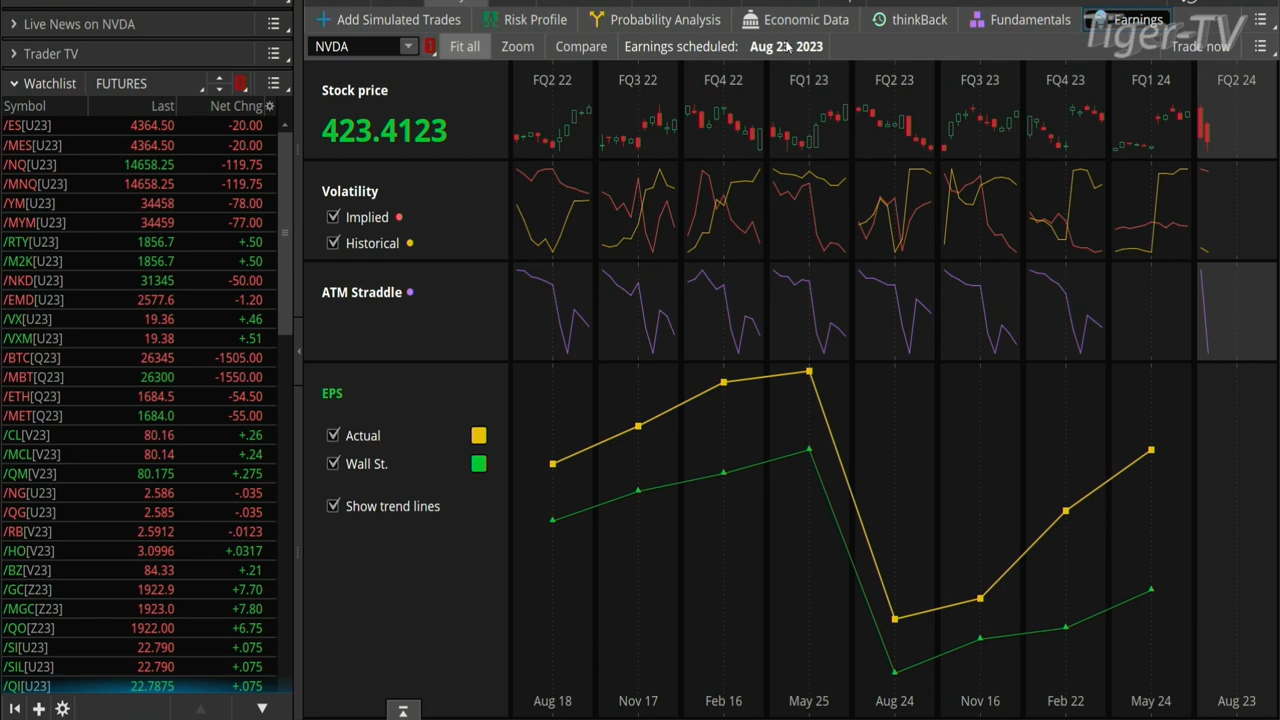 Live News on NVDA
Trader TV
Watchlist FUTURES
Symbol Last Net Chng
/ES[U23] 4364.50 -20.00
/MES[U23] 4364.50 -20.00
/NQ[U23] 14658.25 -119.75
/MNQ[U23] 14658.25 -119.75
/YM[U23] 34458 -78.00
/MYM[U23] 34459 -77.00
/RTY[U23] 1856.7 +.50
/M2K[U23] 1856.7 +.50
/NKD[U23] 31345 -50.00
/EMD[U23] 2577.6 -1.20
/VX[U23] 19.36 +.46
/VXM[U23] 19.38 +.51
/BTC[Q23] 26345 -1505.00
/MBT[Q23] 26300 -1550.00
/ETH[Q23] 1684.5 -54.50
/MET[Q23] 1684.0 -55.00
/CL[V23] 80.16 +.26
/MCL[V23] 80.14 +.24
/QM[V23] 80.175 +.275
/NG[U23] 2.586 -.035
/QG[U23] 2.585 -.035
/RB[V23] 2.5912 -.0123
/HO[V23] 3.0996 +.0317
/BZ[V23] 84.33 +.21
/GC[Z23] 1922.9 +7.70
/MGC[Z23] 1923.0 +7.80
/QO[Z23] 1922.00 +6.75
/SI[U23] 22.790 +.075
/SIL[U23] 22.790 +.075
/QI[U23] 22.7875 +.075
Add Simulated Trades Risk Profile Probability Analysis Economic Data thinkBack Fundamentals Earnings
Tiger-TV
NVDA Fit all Zoom Compare Earnings scheduled: Aug 23, 2023 Trade now
FQ2 22 FQ3 22 FQ4 22 FQ1 23 FQ2 23 FQ3 23 FQ4 23 FQ1 24 FQ2 24
Stock price
423.4123
Volatility
Implied
Historical
ATM Straddle
EPS
Actual
Wall St.
Show trend lines
Aug 18 Nov 17 Feb 16 May 25 Aug 24 Nov 16 Feb 22 May 24 Aug 23